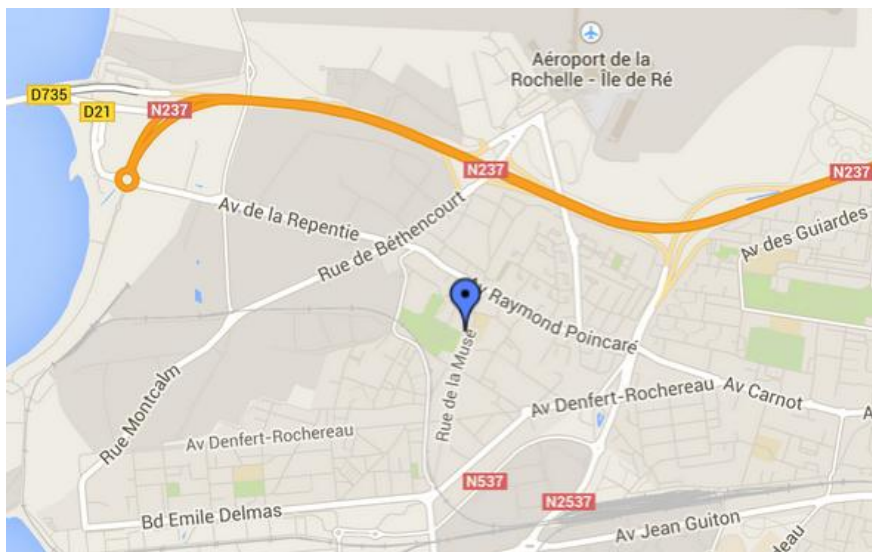 Aéroport de la
Rochelle - Île de Ré
D735
D21
N237
N237
N237
Av de la Repentie
Rue de Béthencourt
Av des Guiardes
Av Raymond Poincaré
Rue de la Muse
Rue Montcalm
Av Denfert-Rochereau
Av Carnot
Av Denfert-Rochereau
N537
N2537
Bd Emile Delmas
Av Jean Guiton